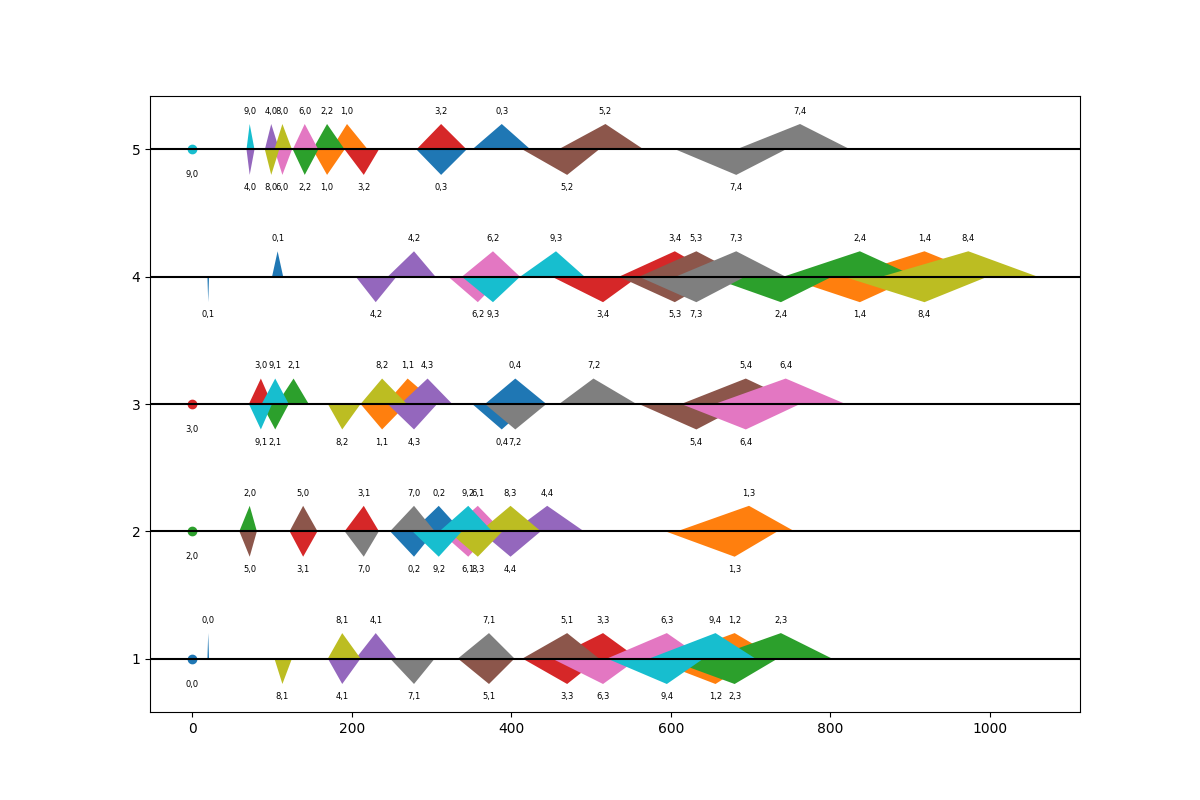 9,0 4,0 8,0 6,0 2,2 1,0 3,2 0,3 5,2 7,4
5
9,0
4,0 8,0 6,0 2,2 1,0 3,2 0,3 5,2 7,4
0,1 4,2 6,2 9,3 3,4 5,3 7,3 2,4 1,4 8,4
4
0,1 4,2 6,2 9,3 3,4 5,3 7,3 2,4 1,4 8,4
3,0 9,1 2,1 8,2 1,1 4,3 0,4 7,2 5,4 6,4
3
3,0
9,1 2,1 8,2 1,1 4,3 0,4 7,2 5,4 6,4
2,0 5,0 3,1 7,0 0,2 9,2 6,1 8,3 4,4 1,3
2
2,0
5,0 3,1 7,0 0,2 9,2 6,1 8,3 4,4 1,3
0,0 8,1 4,1 7,1 5,1 3,3 6,3 9,4 1,2 2,3
1
0,0
8,1 4,1 7,1 5,1 3,3 6,3 9,4 1,2 2,3
0 200 400 600 800 1000